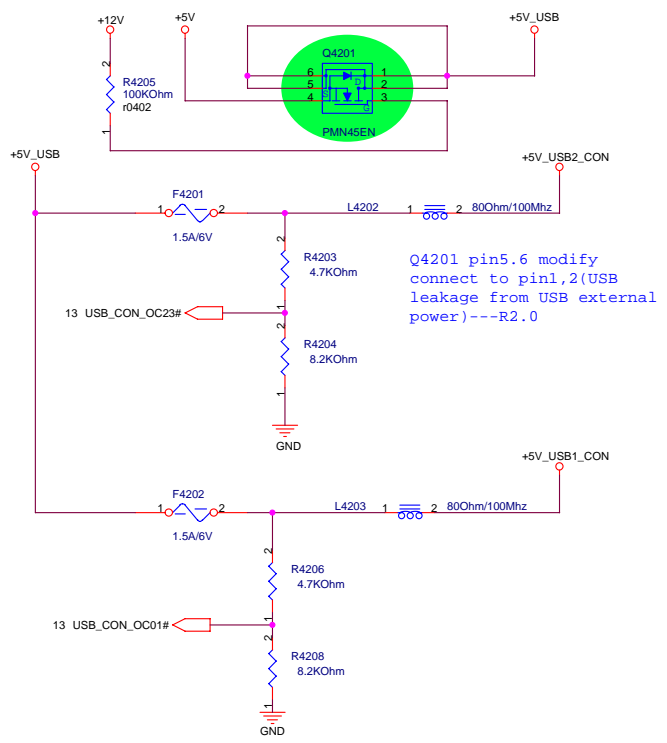 +12V
+5V
+5V_USB
Q4201
2
R4205
100KOhm
r0402
1
6
5
4
S
D
G
1
2
3
PMN45EN
+5V_USB
+5V_USB2_CON
F4201
1
2
1.5A/6V
L4202
1
2
80Ohm/100Mhz
2
R4203
4.7KOhm
1
Q4201 pin5.6 modify
connect to pin1,2(USB
leakage from USB external
power)---R2.0
13 USB_CON_OC23#
2
R4204
8.2KOhm
1
GND
+5V_USB1_CON
F4202
1
2
1.5A/6V
L4203
1
2
80Ohm/100Mhz
2
R4206
4.7KOhm
1
13 USB_CON_OC01#
2
R4208
8.2KOhm
1
GND